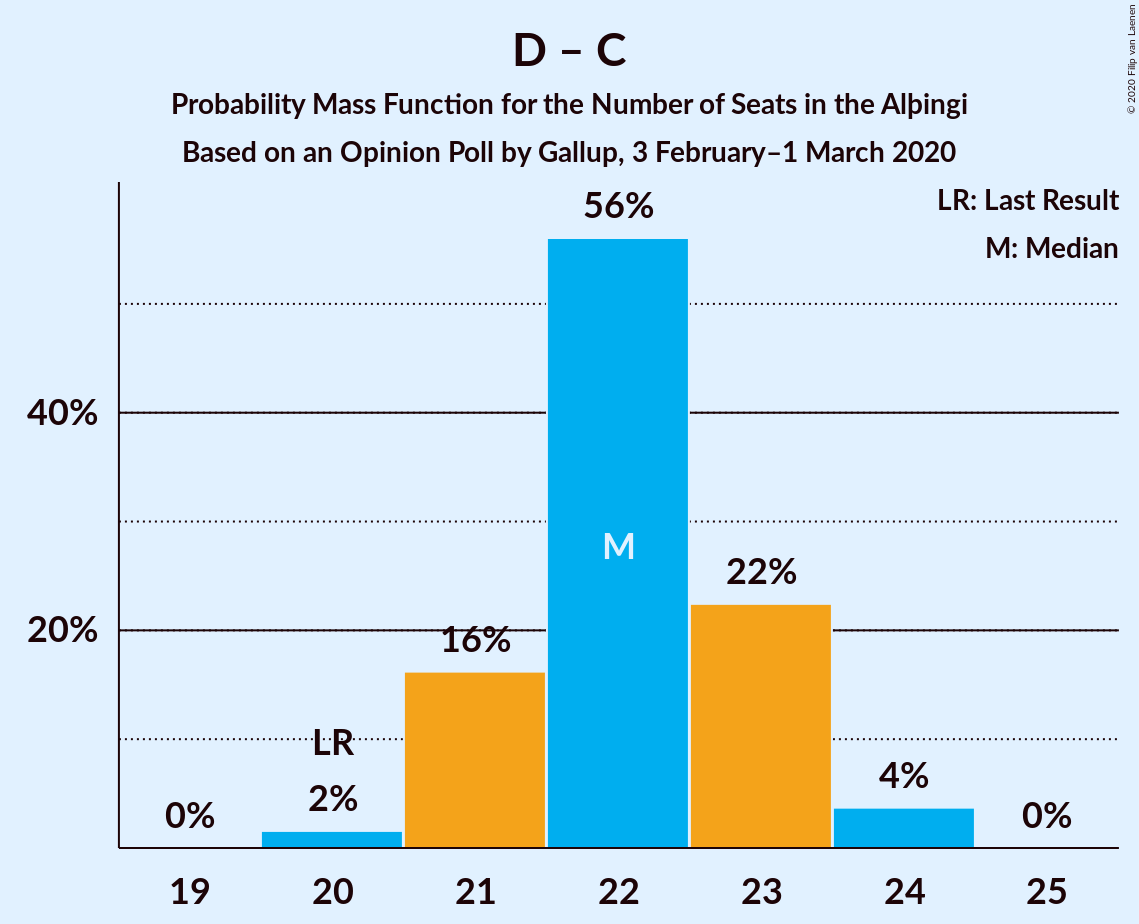 D – C
Probability Mass Function for the Number of Seats in the Alþingi
Based on an Opinion Poll by Gallup, 3 February–1 March 2020
© 2020 Filip van Laenen
LR: Last Result
M: Median
56%
40%
M
22%
20%
16%
LR
4%
2%
0%
0%
19
20
21
22
23
24
25